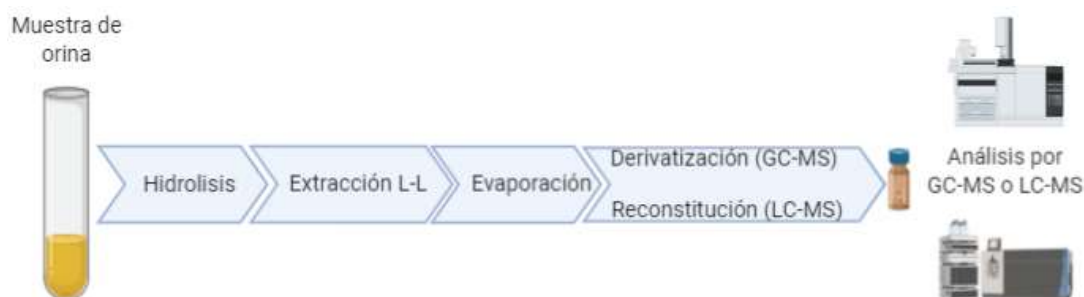 Muestra de
orina
Hidrolisis
Extracción L-L
Evaporación
Derivatización (GC-MS)
Reconstitución (LC-MS)
Análisis por
GC-MS o LC-MS